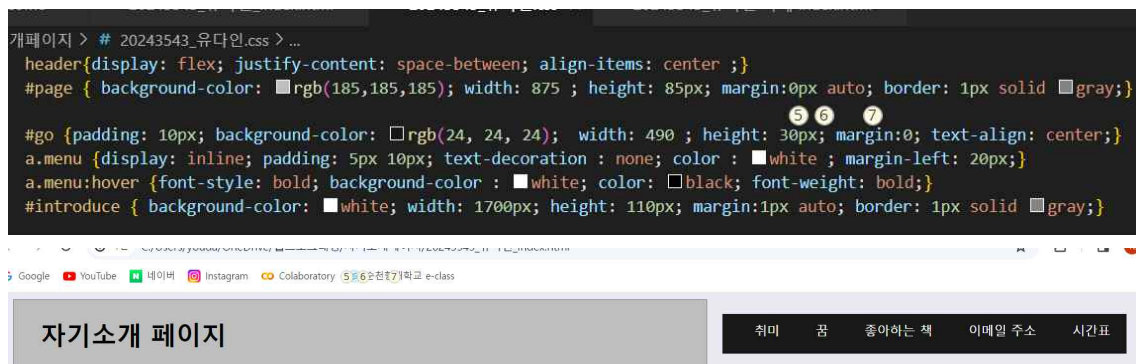 개페이지 > # 20243543_유다인.css > ...
header{display: flex; justify-content: space-between; align-items: center ;}
#page { background-color: rgb(185,185,185); width: 875 ; height: 85px; margin:0px auto; border: 1px solid gray;}
5 6 7
#go {padding: 10px; background-color: rgb(24, 24, 24); width: 490 ; height: 30px; margin:0; text-align: center;}
a.menu {display: inline; padding: 5px 10px; text-decoration : none; color : white ; margin-left: 20px;}
a.menu:hover {font-style: bold; background-color : white; color: black; font-weight: bold;}
#introduce { background-color: white; width: 1700px; height: 110px; margin:1px auto; border: 1px solid gray;}
Google YouTube 네이버 Instagram Colaboratory 5 6 7 e-class
자기소개 페이지 취미 꿈 좋아하는 책 이메일 주소 시간표